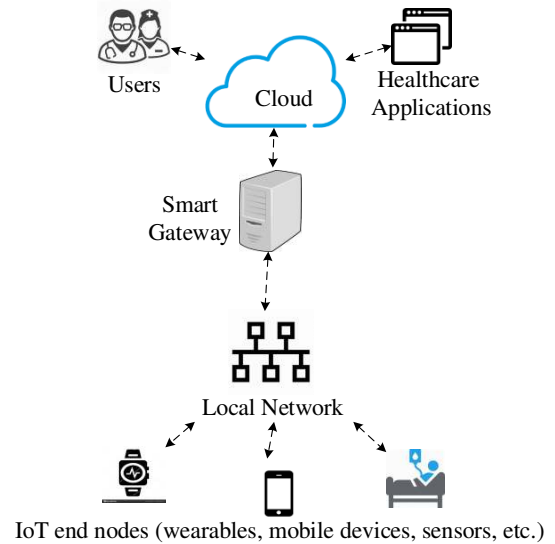 Users
Cloud
Healthcare
Applications
Smart
Gateway
Local Network
IoT end nodes (wearables, mobile devices, sensors, etc.)